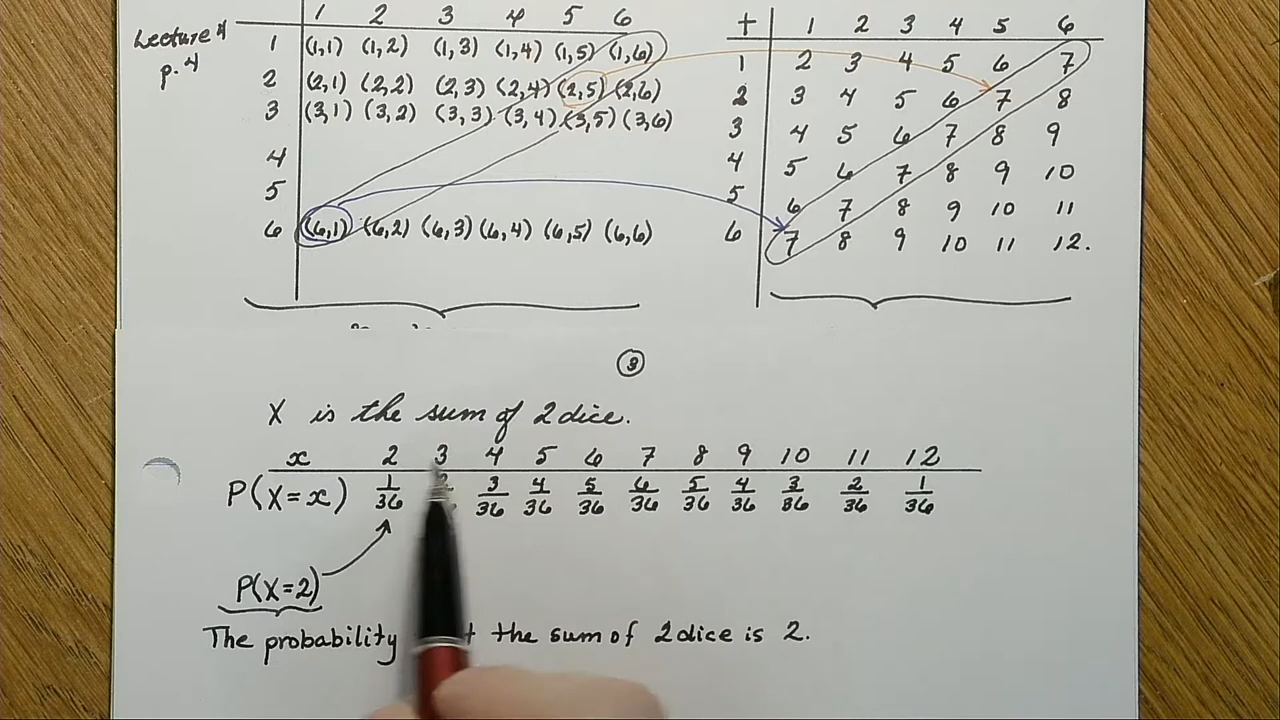 Lecture 4
p. 4
1 2 3 4 5 6
1 (1,1) (1,2) (1,3) (1,4) (1,5) (1,6)
2 (2,1) (2,2) (2,3) (2,4) (2,5) (2,6)
3 (3,1) (3,2) (3,3) (3,4) (3,5) (3,6)
4
5
6 (6,1) (6,2) (6,3) (6,4) (6,5) (6,6)
+ 1 2 3 4 5 6
1 2 3 4 5 6 7
2 3 4 5 6 7 8
3 4 5 6 7 8 9
4 5 6 7 8 9 10
5 6 7 8 9 10 11
6 7 8 9 10 11 12.
3
X is the sum of 2 dice.
x 2 3 4 5 6 7 8 9 10 11 12
P(X=x) 1/36 3/36 4/36 5/36 6/36 5/36 4/36 3/36 2/36 1/36
P(X=2)
The probability the sum of 2 dice is 2.